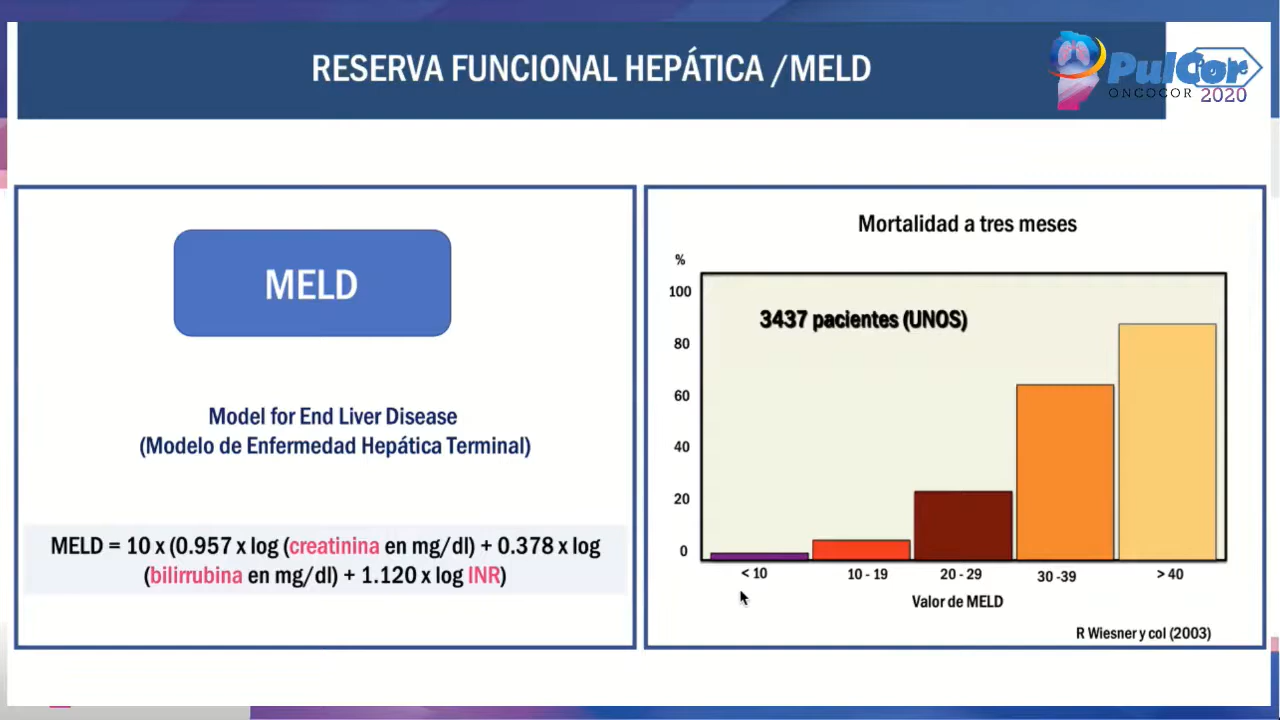 RESERVA FUNCIONAL HEPÁTICA /MELD
PulCor
ONCOCOR 2020
MELD
Model for End Liver Disease
(Modelo de Enfermedad Hepática Terminal)
MELD = 10 x (0.957 x log (creatinina en mg/dl) + 0.378 x log
(bilirrubina en mg/dl) + 1.120 x log INR)
Mortalidad a tres meses
%
100
80
60
40
20
0
3437 pacientes (UNOS)
< 10
10 - 19
20 - 29
30 -39
> 40
Valor de MELD
R Wiesner y col (2003)